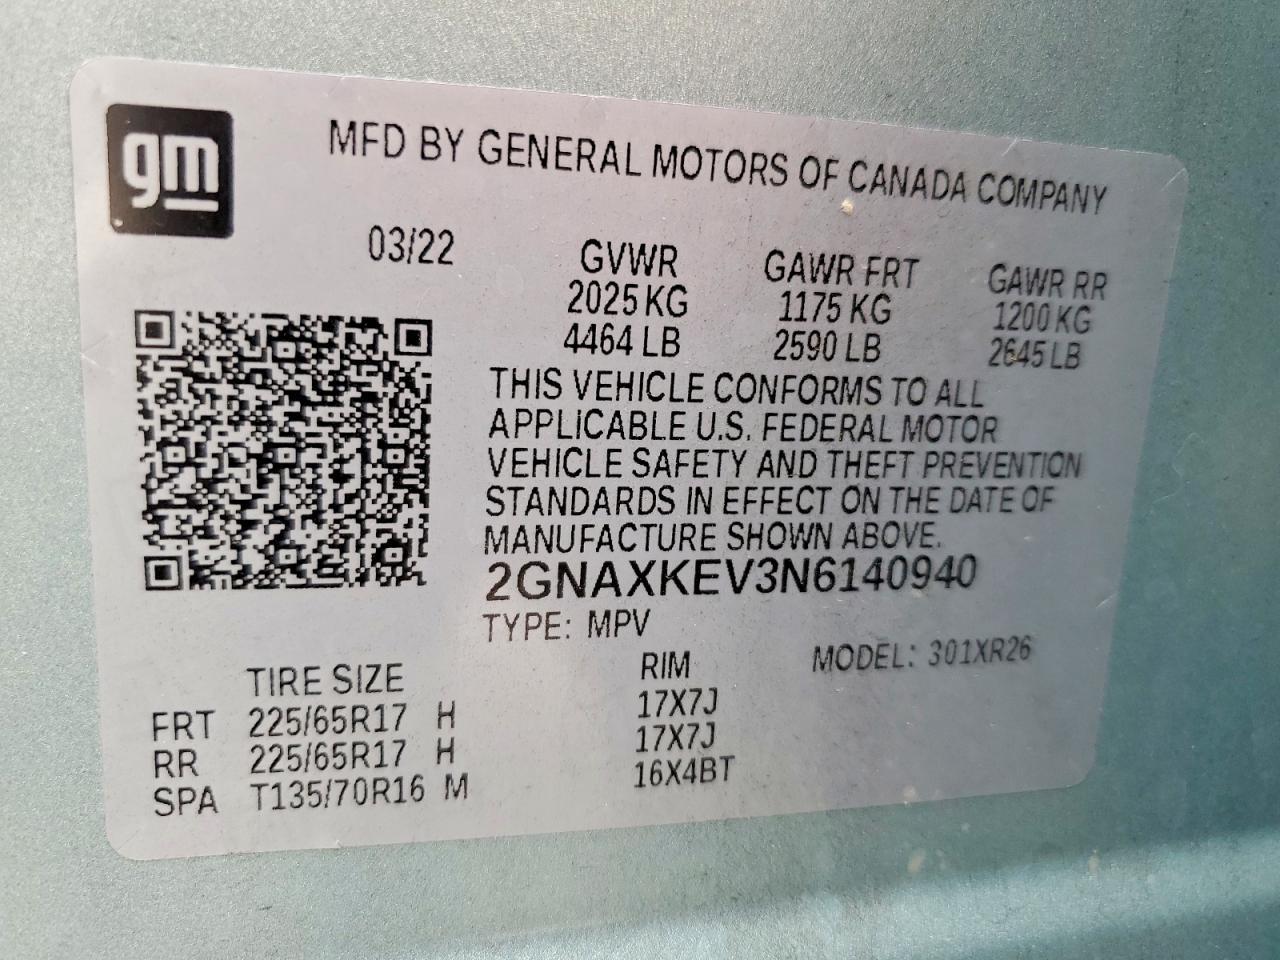 gm
MFD BY GENERAL MOTORS OF CANADA COMPANY
03/22 GVWR GAWR FRT GAWR RR
2025 KG 1175 KG 1200 KG
4464 LB 2590 LB 2645 LB
THIS VEHICLE CONFORMS TO ALL
APPLICABLE U.S. FEDERAL MOTOR
VEHICLE SAFETY AND THEFT PREVENTION
STANDARDS IN EFFECT ON THE DATE OF
MANUFACTURE SHOWN ABOVE.
2GNAXKEV3N6140940
TYPE: MPV MODEL: 301XR26
TIRE SIZE RIM
FRT 225/65R17 H 17X7J
RR 225/65R17 H 17X7J
SPA T135/70R16 M 16X4BT